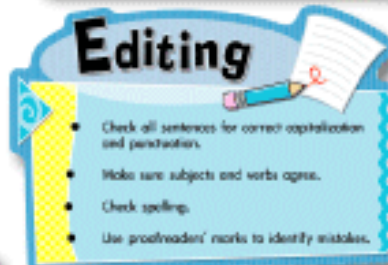 Editing
• Check all sentences for correct capitalization
and punctuation.
• Make sure subjects and verbs agree.
• Check spelling.
• Use proofreaders' marks to identify mistakes.